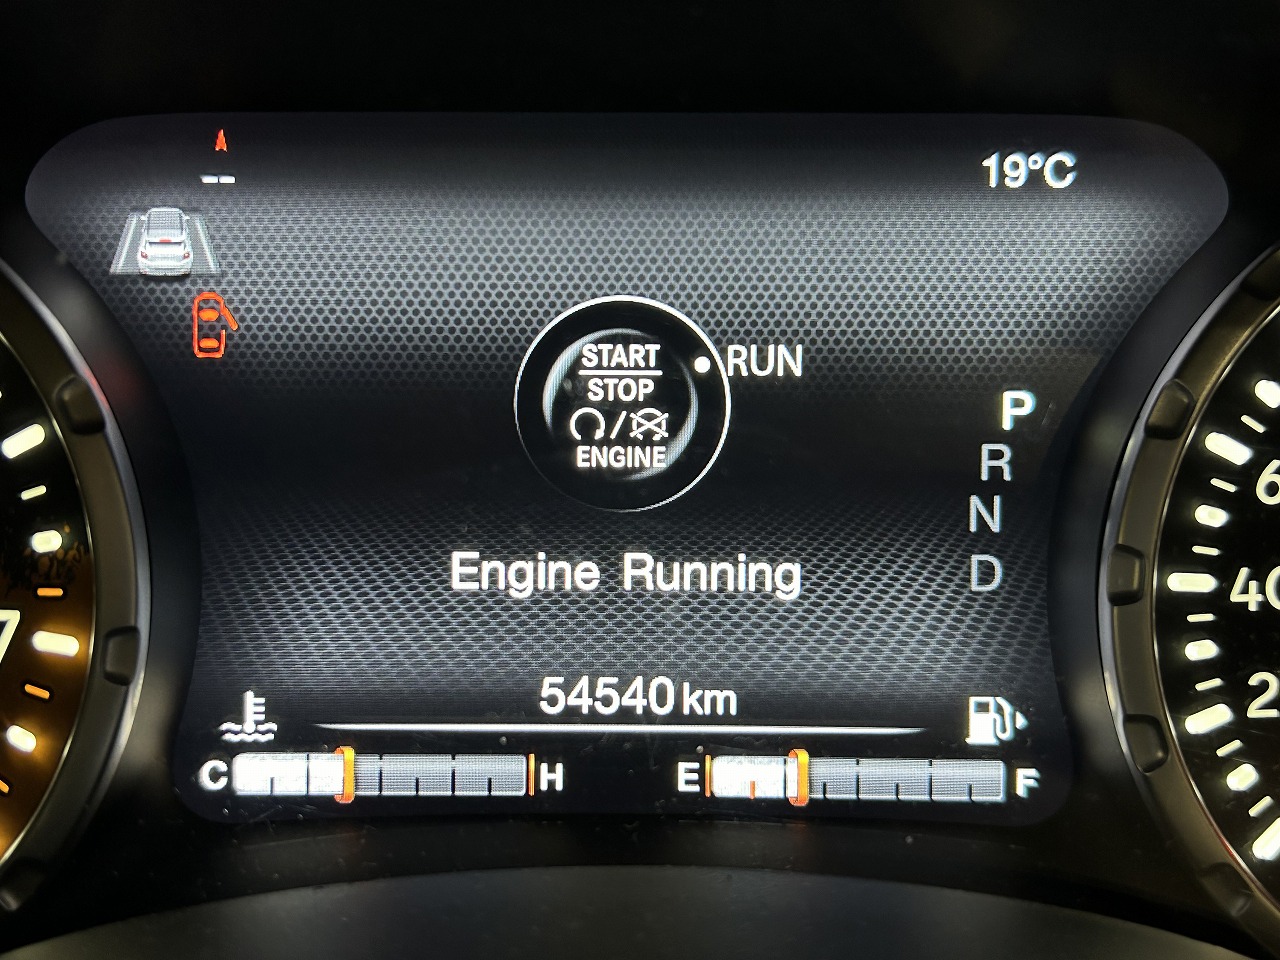 19°C
START
STOP
ENGINE
RUN
P
R
N
D
Engine Running
54540 km
C
H
E
F